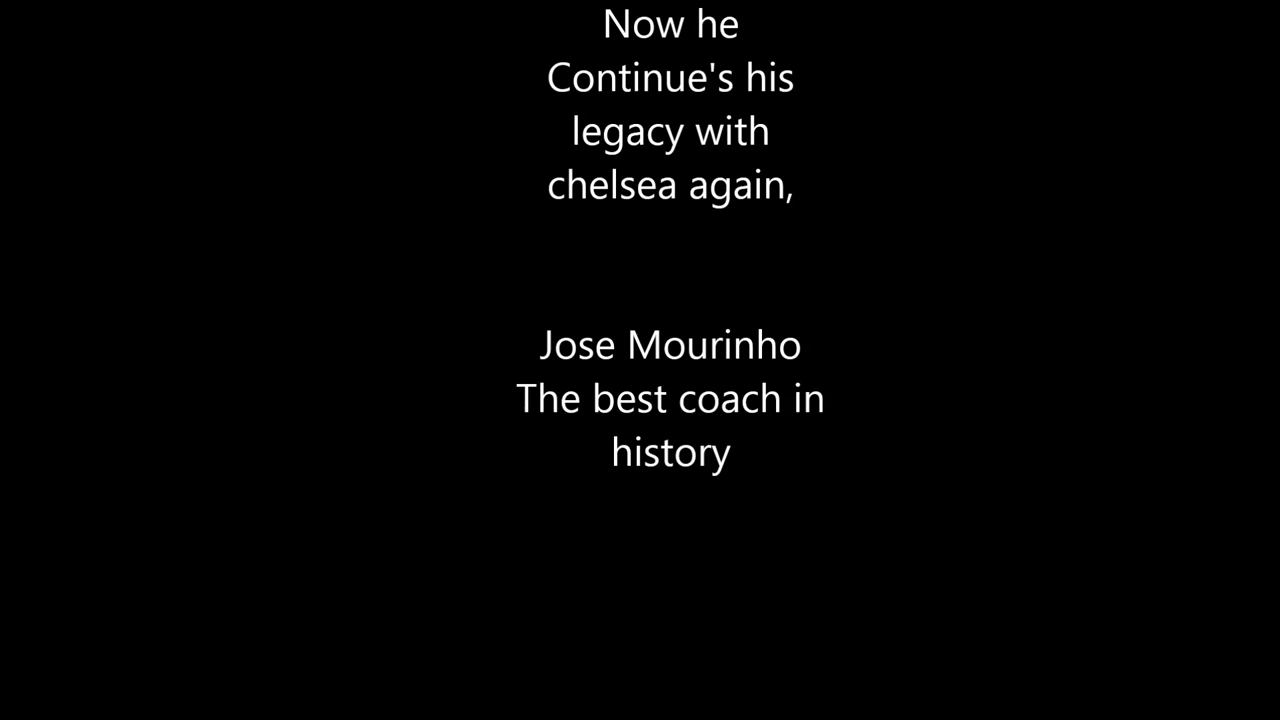 Now he
Continue's his
legacy with
chelsea again,
Jose Mourinho
The best coach in
history